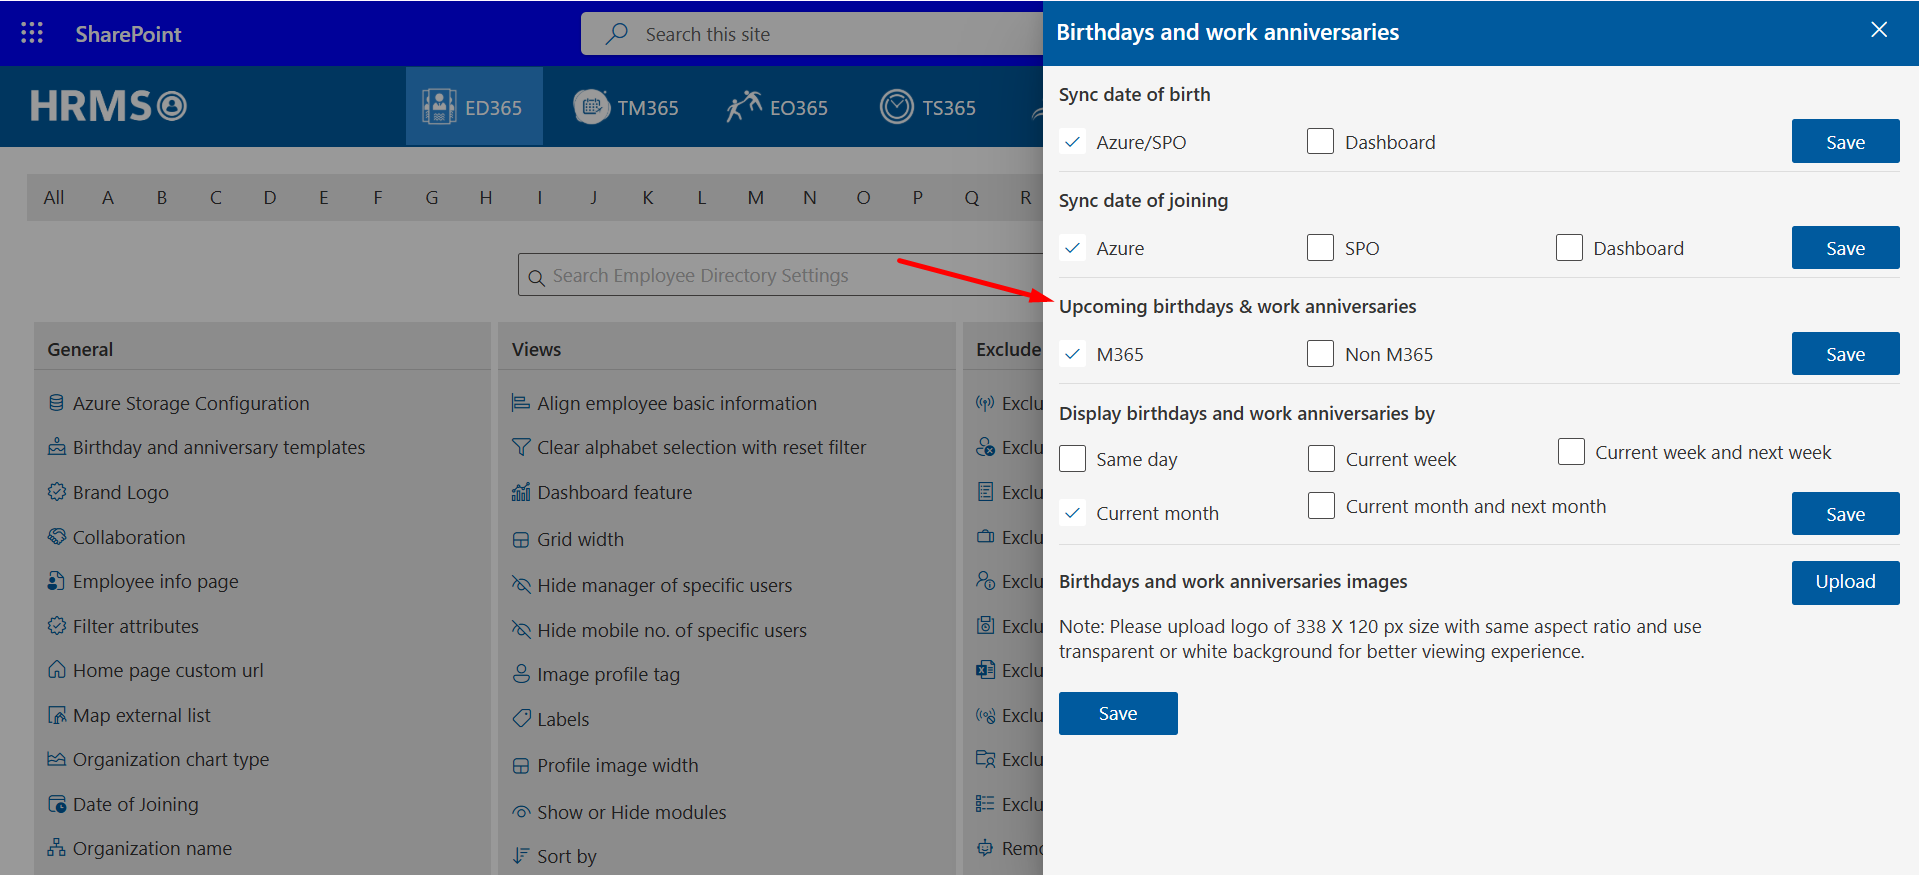 SharePoint
Search this site
HRMS
ED365
TM365
EO365
TS365
All A B C D E F G H I J K L M N O P Q R
Search Employee Directory Settings
General
Azure Storage Configuration
Birthday and anniversary templates
Brand Logo
Collaboration
Employee info page
Filter attributes
Home page custom url
Map external list
Organization chart type
Date of Joining
Organization name
Views
Align employee basic information
Clear alphabet selection with reset filter
Dashboard feature
Grid width
Hide manager of specific users
Hide mobile no. of specific users
Image profile tag
Labels
Profile image width
Show or Hide modules
Sort by
Exclude
Exclu
Exclu
Exclu
Exclu
Exclu
Exclu
Exclu
Exclu
Exclu
Exclu
Remo
Birthdays and work anniversaries
Sync date of birth
Azure/SPO Dashboard Save
Sync date of joining
Azure SPO Dashboard Save
Upcoming birthdays & work anniversaries
M365 Non M365 Save
Display birthdays and work anniversaries by
Same day Current week Current week and next week
Current month Current month and next month Save
Birthdays and work anniversaries images Upload
Note: Please upload logo of 338 X 120 px size with same aspect ratio and use
transparent or white background for better viewing experience.
Save